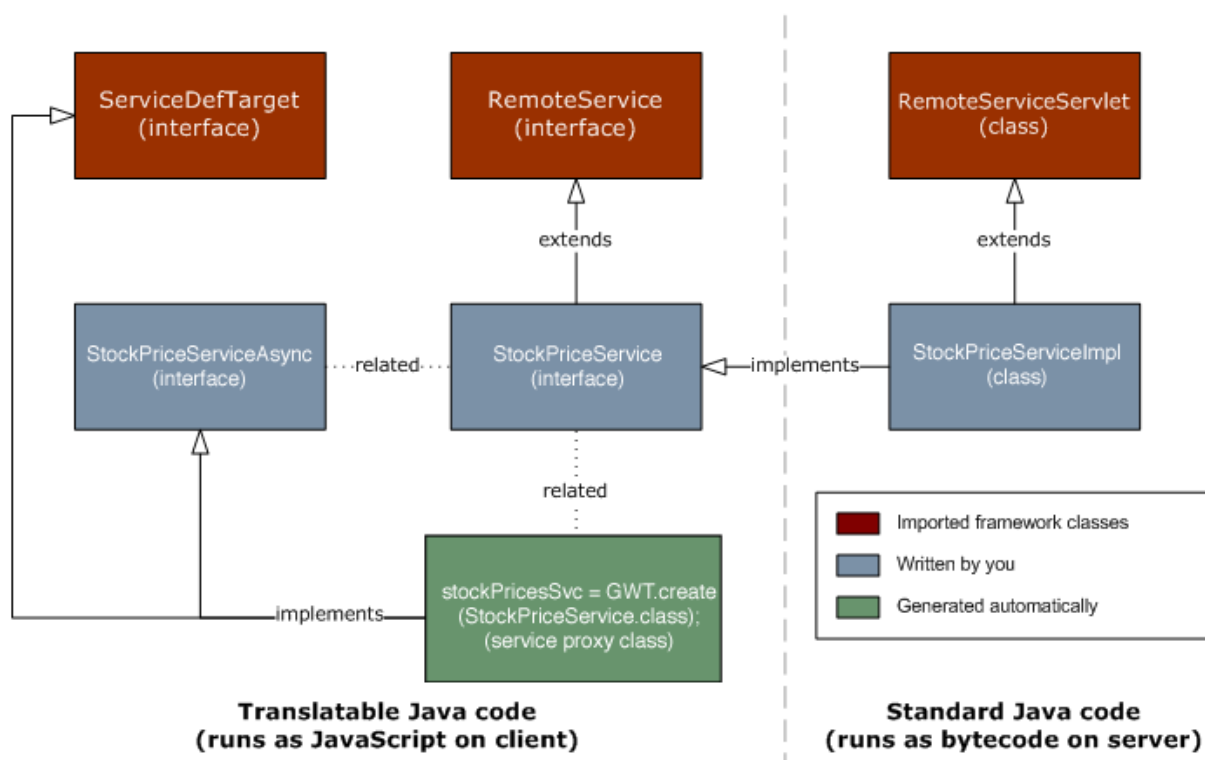 ServiceDefTarget
(interface)
RemoteService
(interface)
RemoteServiceServlet
(class)
extends
extends
StockPriceServiceAsync
(interface)
related
StockPriceService
(interface)
implements
StockPriceServiceImpl
(class)
related
stockPricesSvc = GWT.create
(StockPriceService.class);
(service proxy class)
implements
Imported framework classes
Written by you
Generated automatically
Translatable Java code
(runs as JavaScript on client)
Standard Java code
(runs as bytecode on server)